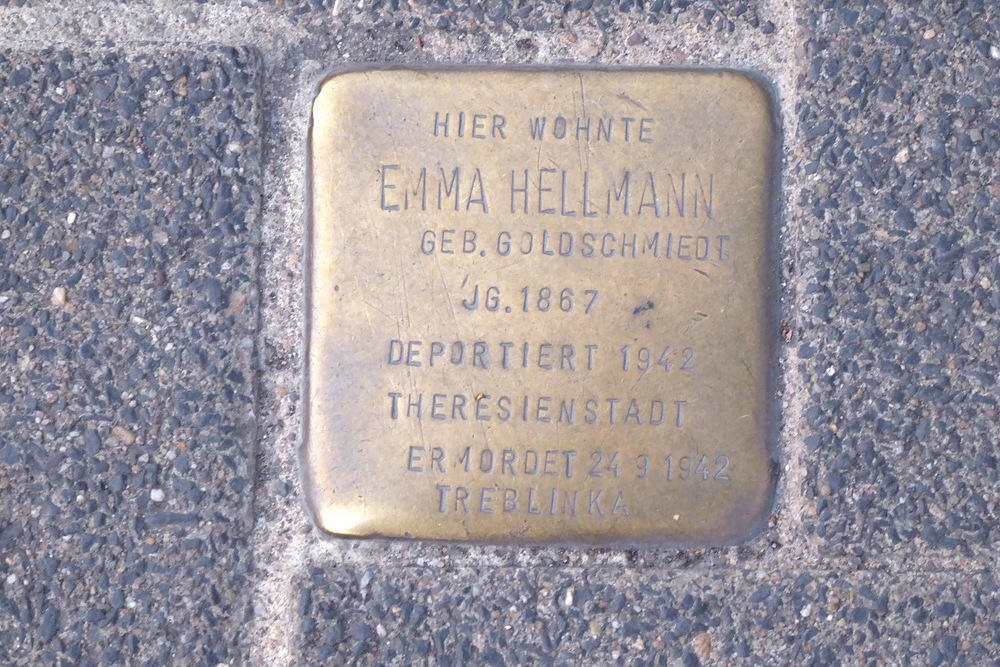 HIER WOHNTE
EMMA HELLMANN
GEB. GOLDSCHMIEDT
JG. 1867
DEPORTIERT 1942
THERESIENSTADT
ERMORDET 24 9 1942
TREBLINKA